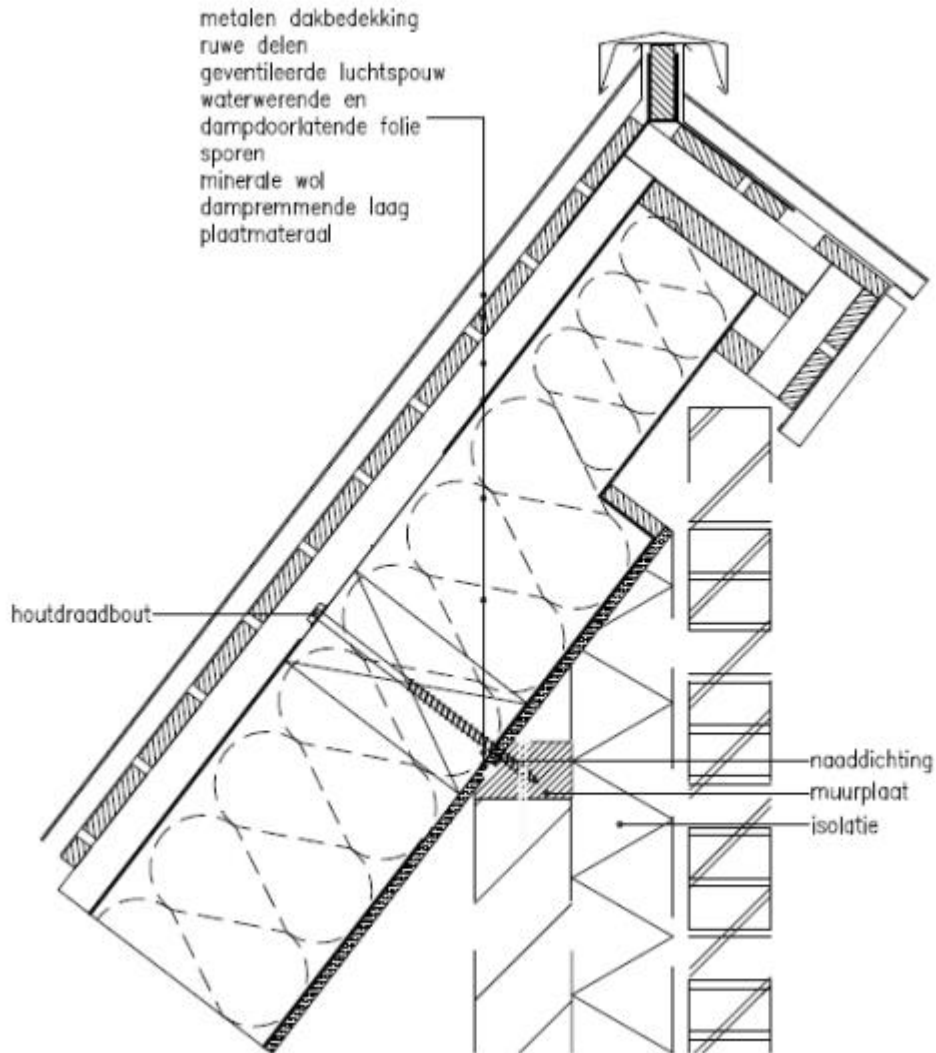 metalen dakbedekking
ruwe delen
geventileerde luchtspouw
waterwerende en
dampdoorlatende folie
sporen
minerale wol
dampremmende laag
plaatmateraal
houtdraadbout
naaddichting
muurplaat
isolatie